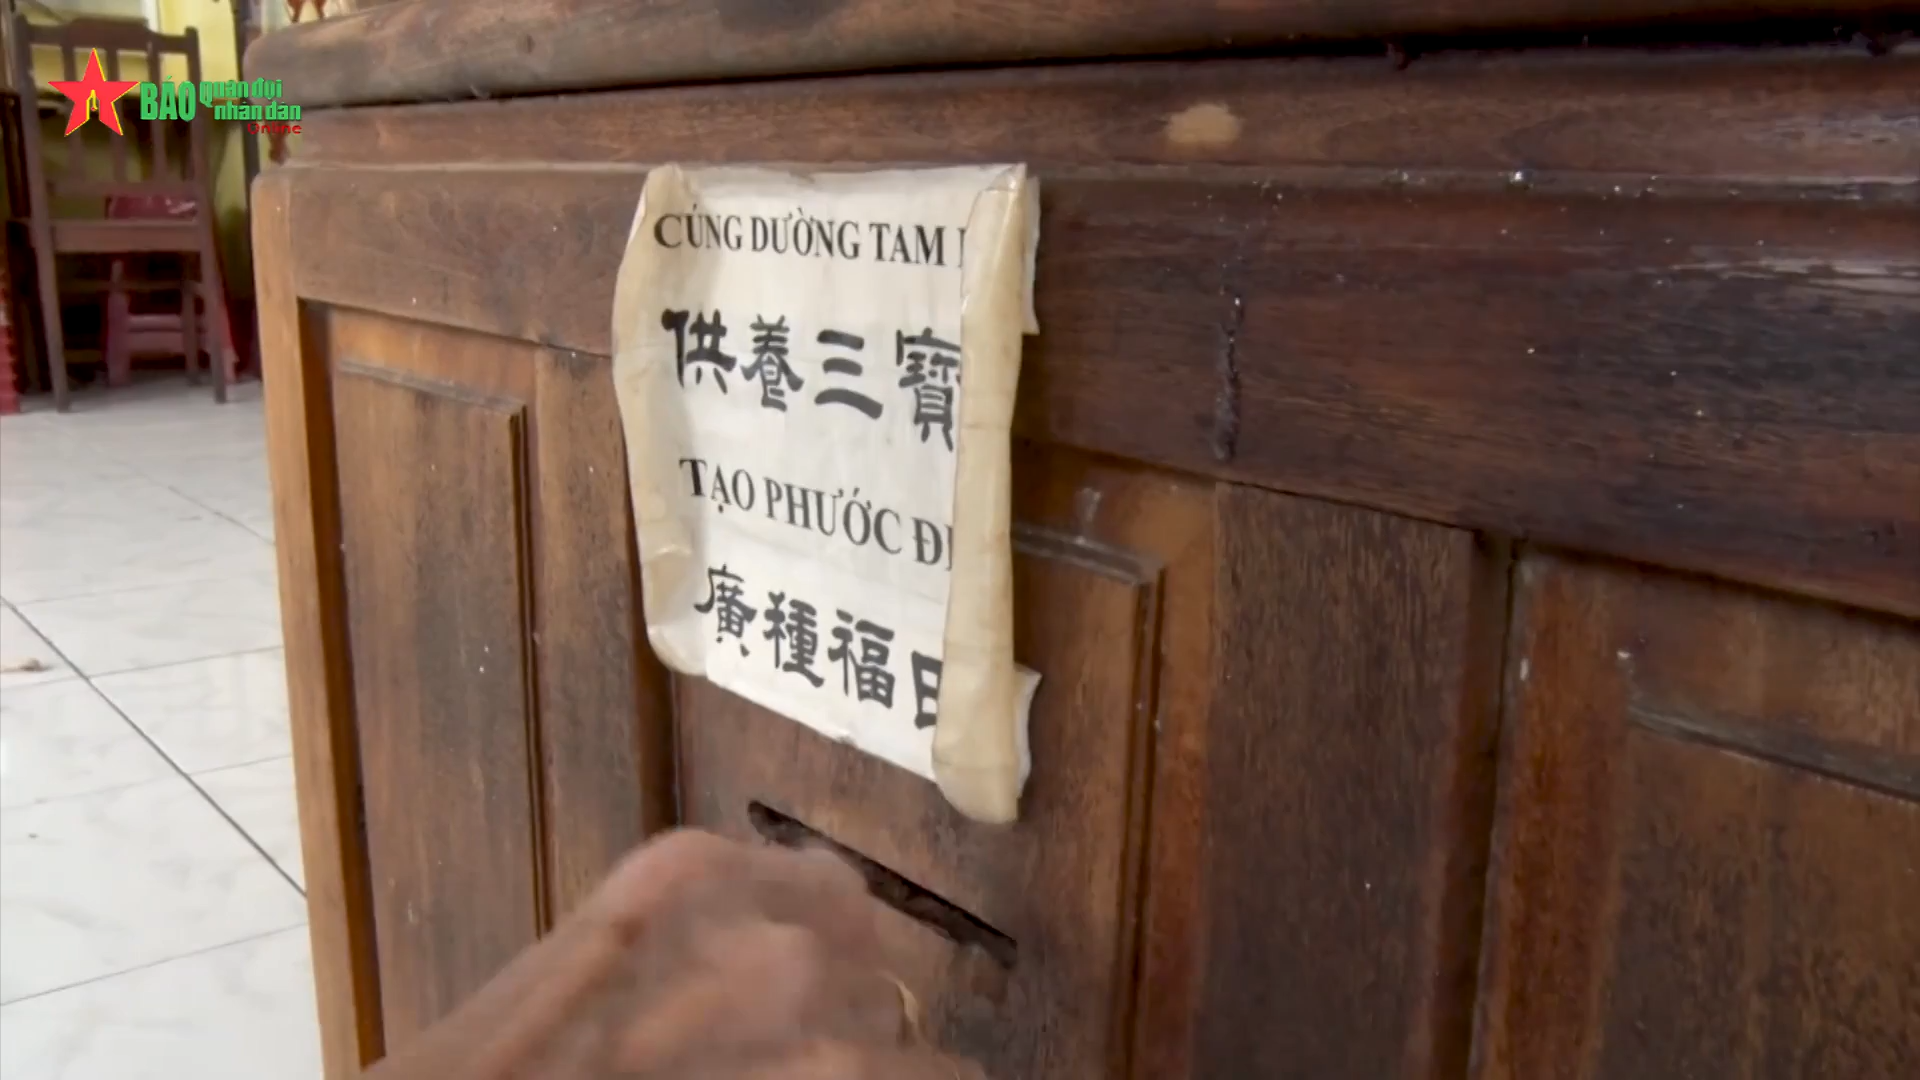 BÁO quân đội
nhân dân
Online
CÚNG DƯỜNG TAM
供養三寶
TẠO PHƯỚC
廣種福